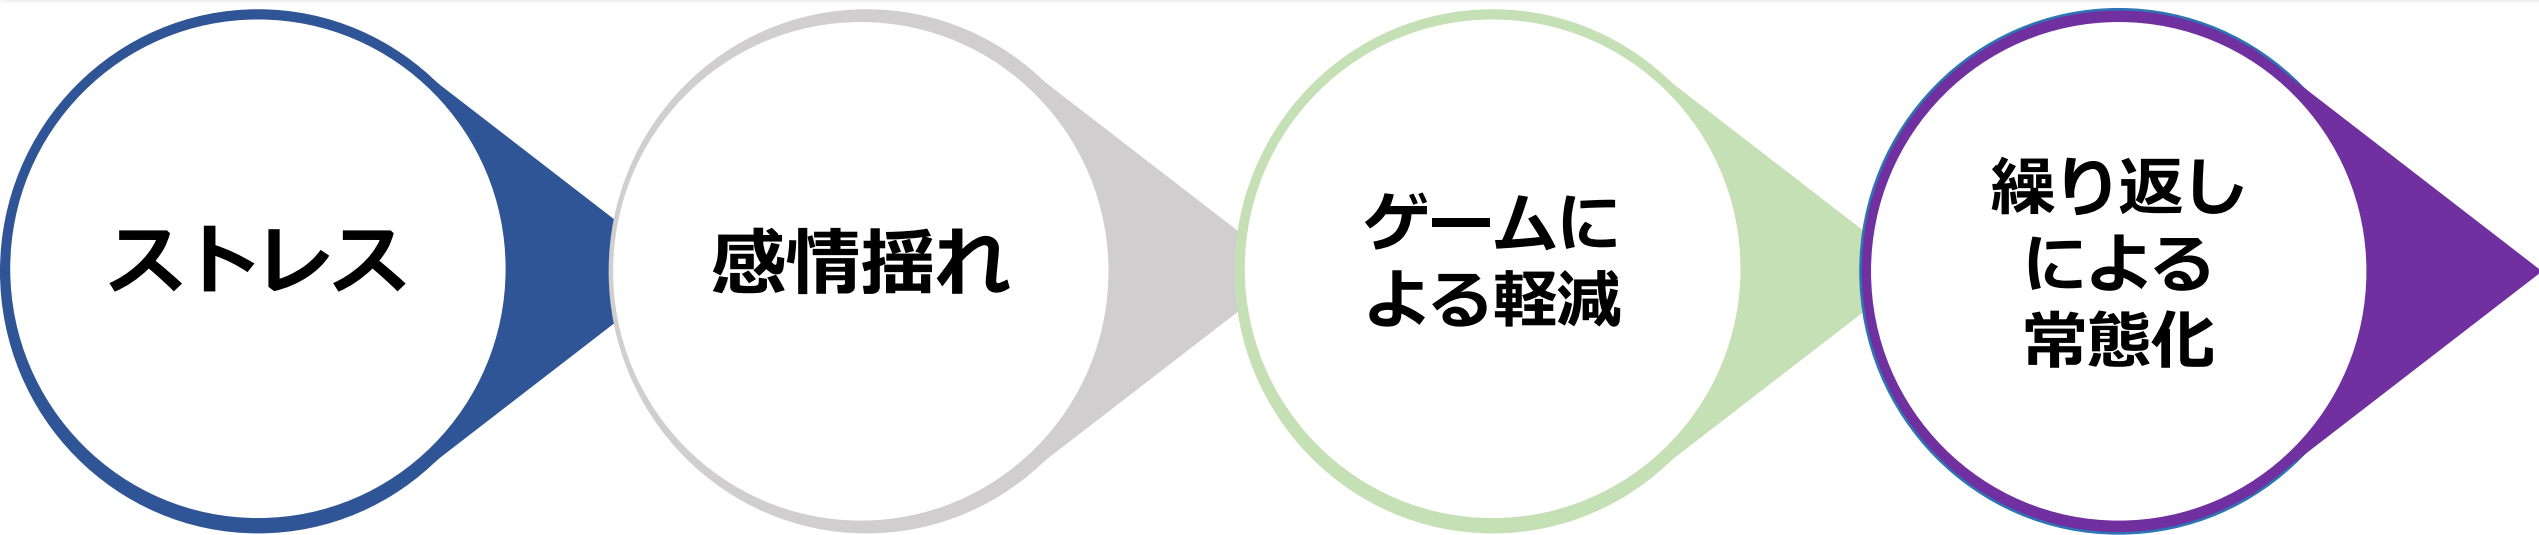 ストレス
感情揺れ
ゲームに
よる軽減
繰り返し
による
常態化